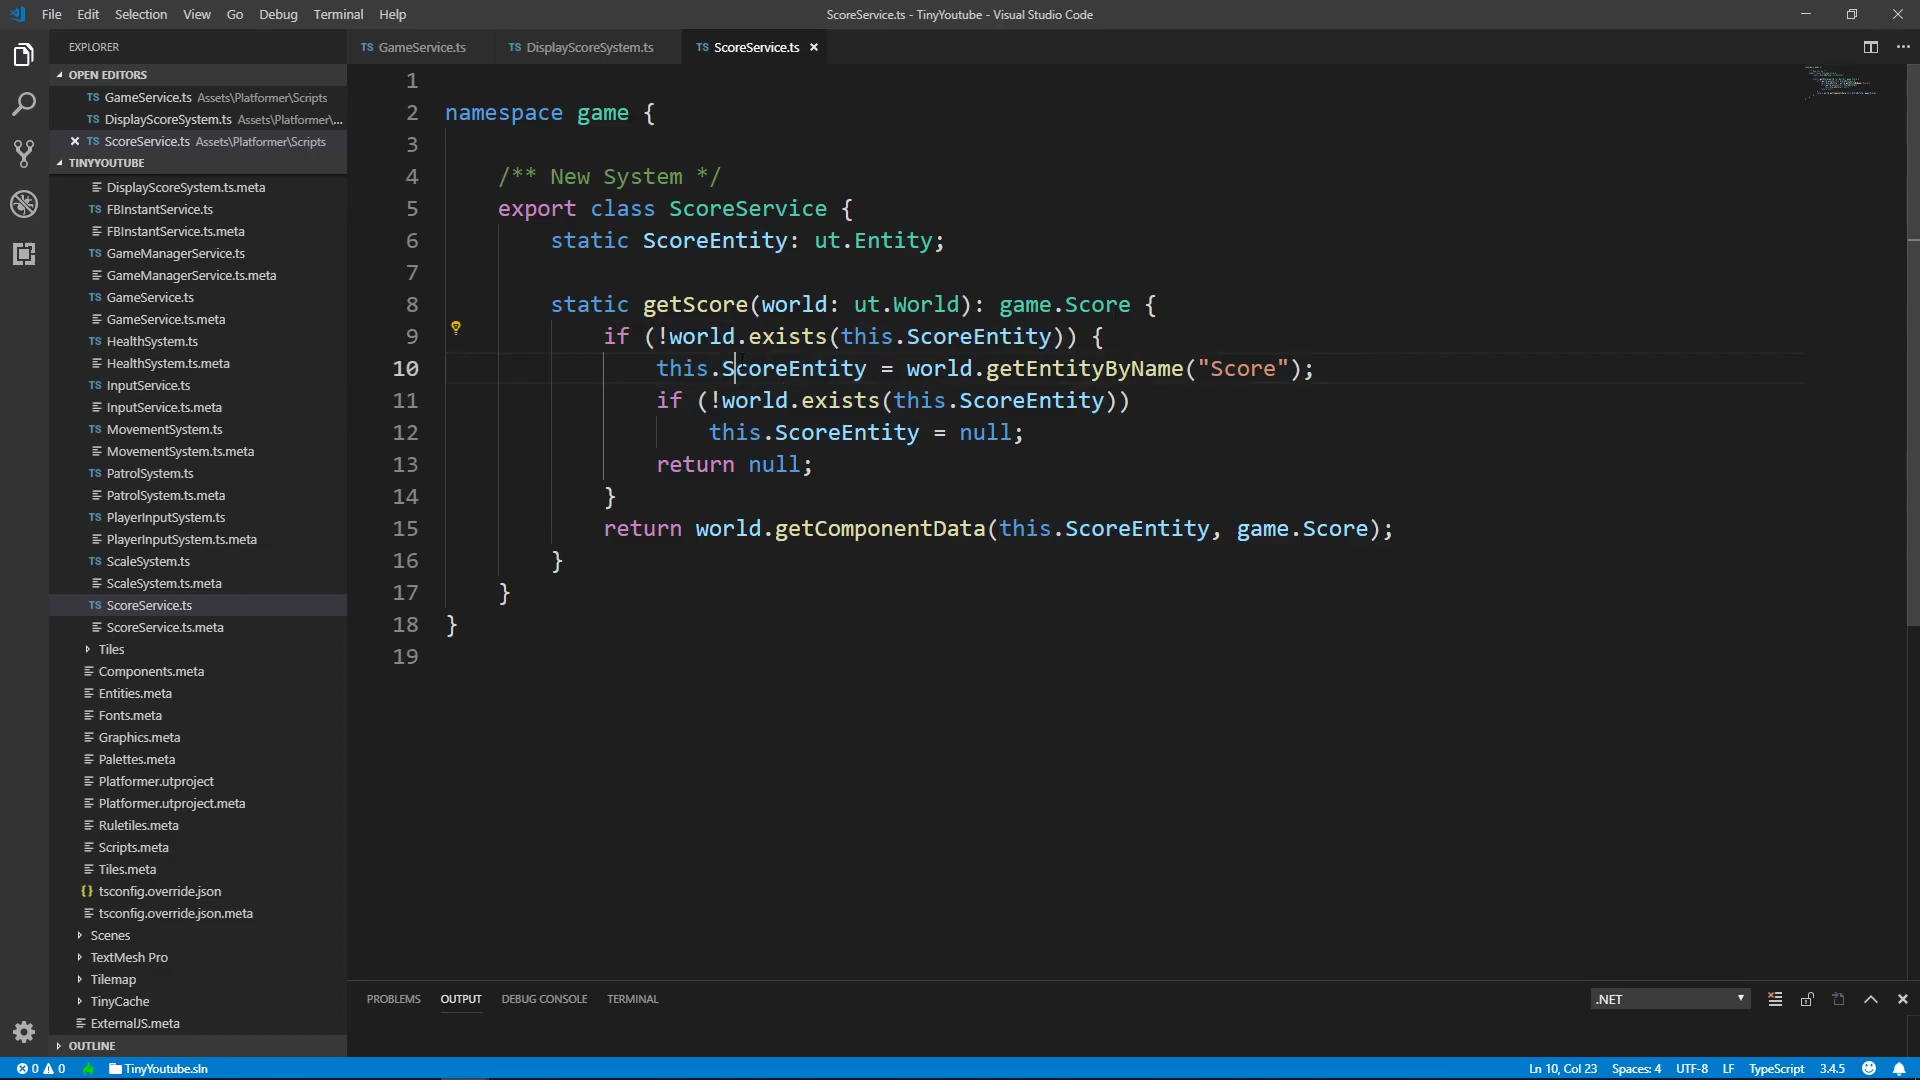 File Edit Selection View Go Debug Terminal Help
ScoreService.ts - TinyYoutube - Visual Studio Code
EXPLORER
TS GameService.ts
TS DisplayScoreSystem.ts
TS ScoreService.ts ×
OPEN EDITORS
TS GameService.ts Assets\Platformer\Scripts
TS DisplayScoreSystem.ts Assets\Platformer\...
× TS ScoreService.ts Assets\Platformer\Scripts
TINYYOUTUBE
DisplayScoreSystem.ts.meta
TS FBInstantService.ts
FBInstantService.ts.meta
TS GameManagerService.ts
GameManagerService.ts.meta
TS GameService.ts
GameService.ts.meta
TS HealthSystem.ts
HealthSystem.ts.meta
TS InputService.ts
InputService.ts.meta
TS MovementSystem.ts
MovementSystem.ts.meta
TS PatrolSystem.ts
PatrolSystem.ts.meta
TS PlayerInputSystem.ts
PlayerInputSystem.ts.meta
TS ScaleSystem.ts
ScaleSystem.ts.meta
TS ScoreService.ts
ScoreService.ts.meta
Tiles
Components.meta
Entities.meta
Fonts.meta
Graphics.meta
Palettes.meta
Platformer.utproject
Platformer.utproject.meta
Ruletiles.meta
Scripts.meta
Tiles.meta
{} tsconfig.override.json
tsconfig.override.json.meta
Scenes
TextMesh Pro
Tilemap
TinyCache
ExternalJS.meta
OUTLINE
1
2 namespace game {
3
4 /** New System */
5 export class ScoreService {
6 static ScoreEntity: ut.Entity;
7
8 static getScore(world: ut.World): game.Score {
9 if (!world.exists(this.ScoreEntity)) {
10 this.ScoreEntity = world.getEntityByName("Score");
11 if (!world.exists(this.ScoreEntity))
12 this.ScoreEntity = null;
13 return null;
14 }
15 return world.getComponentData(this.ScoreEntity, game.Score);
16 }
17 }
18 }
19
PROBLEMS OUTPUT DEBUG CONSOLE TERMINAL
.NET
0 0 TinyYoutube.sln
Ln 10, Col 23 Spaces: 4 UTF-8 LF TypeScript 3.4.5